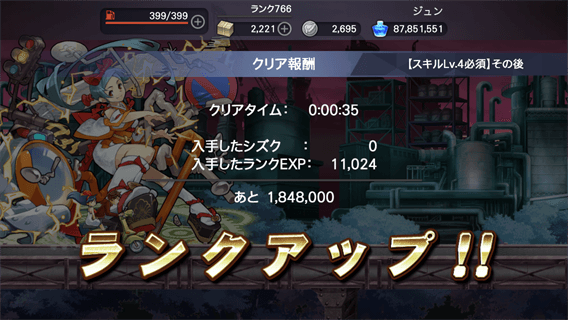 399/399
ランク766
2,221
2,695
ジュン
87,851,551
クリア報酬
【スキルLv.4必須】その後
クリアタイム： 0:00:35
入手したシズク ： 0
入手したランクEXP： 11,024
あと 1,848,000
ランクアップ!!